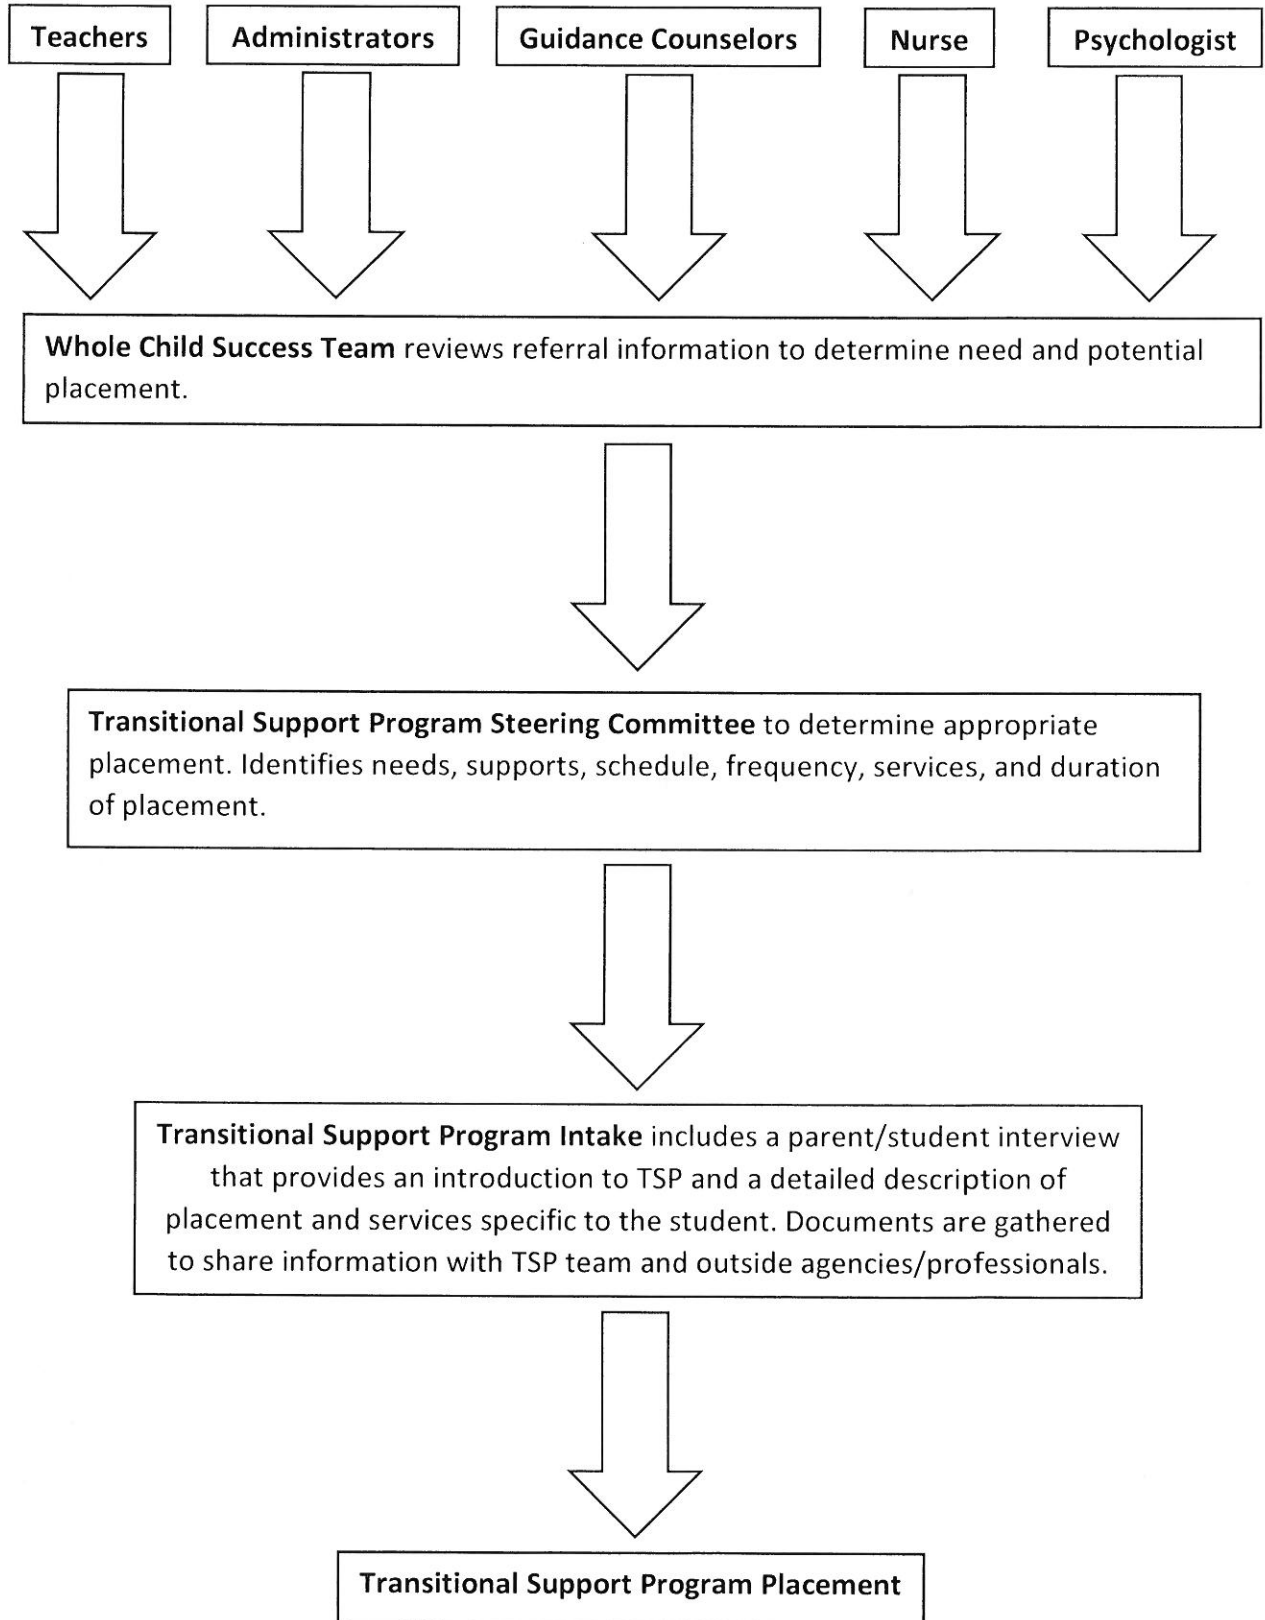 Teachers
Administrators
Guidance Counselors
Nurse
Psychologist
Whole Child Success Team reviews referral information to determine need and potential
placement.
Transitional Support Program Steering Committee to determine appropriate
placement. Identifies needs, supports, schedule, frequency, services, and duration
of placement.
Transitional Support Program Intake includes a parent/student interview
that provides an introduction to TSP and a detailed description of
placement and services specific to the student. Documents are gathered
to share information with TSP team and outside agencies/professionals.
Transitional Support Program Placement